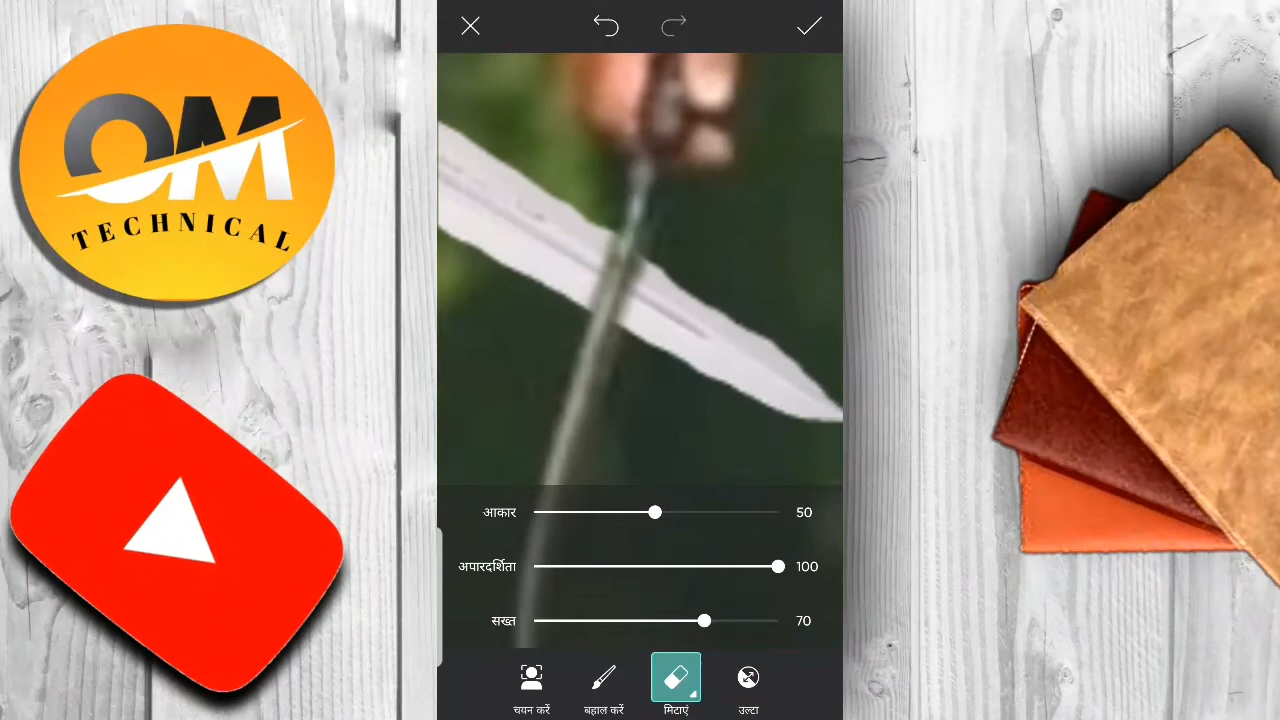 OM
TECHNICAL
आकार 50
अपारदर्शिता 100
सख्त 70
चयन करें बहाल करें मिटाएं उल्टा